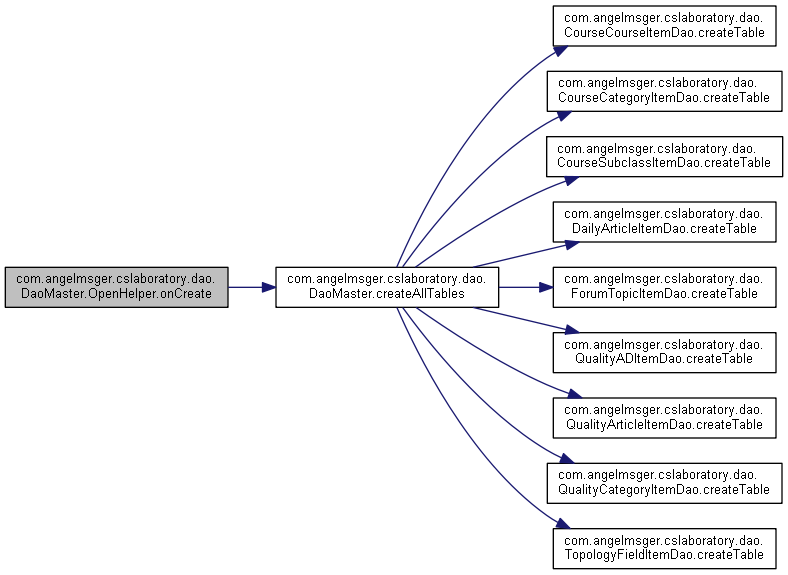 com.angelmsger.cslaboratory.dao.
DaoMaster.OpenHelper.onCreate
com.angelmsger.cslaboratory.dao.
DaoMaster.createAllTables
com.angelmsger.cslaboratory.dao.
CourseCourseItemDao.createTable
com.angelmsger.cslaboratory.dao.
CourseCategoryItemDao.createTable
com.angelmsger.cslaboratory.dao.
CourseSubclassItemDao.createTable
com.angelmsger.cslaboratory.dao.
DailyArticleItemDao.createTable
com.angelmsger.cslaboratory.dao.
ForumTopicItemDao.createTable
com.angelmsger.cslaboratory.dao.
QualityADItemDao.createTable
com.angelmsger.cslaboratory.dao.
QualityArticleItemDao.createTable
com.angelmsger.cslaboratory.dao.
QualityCategoryItemDao.createTable
com.angelmsger.cslaboratory.dao.
TopologyFieldItemDao.createTable